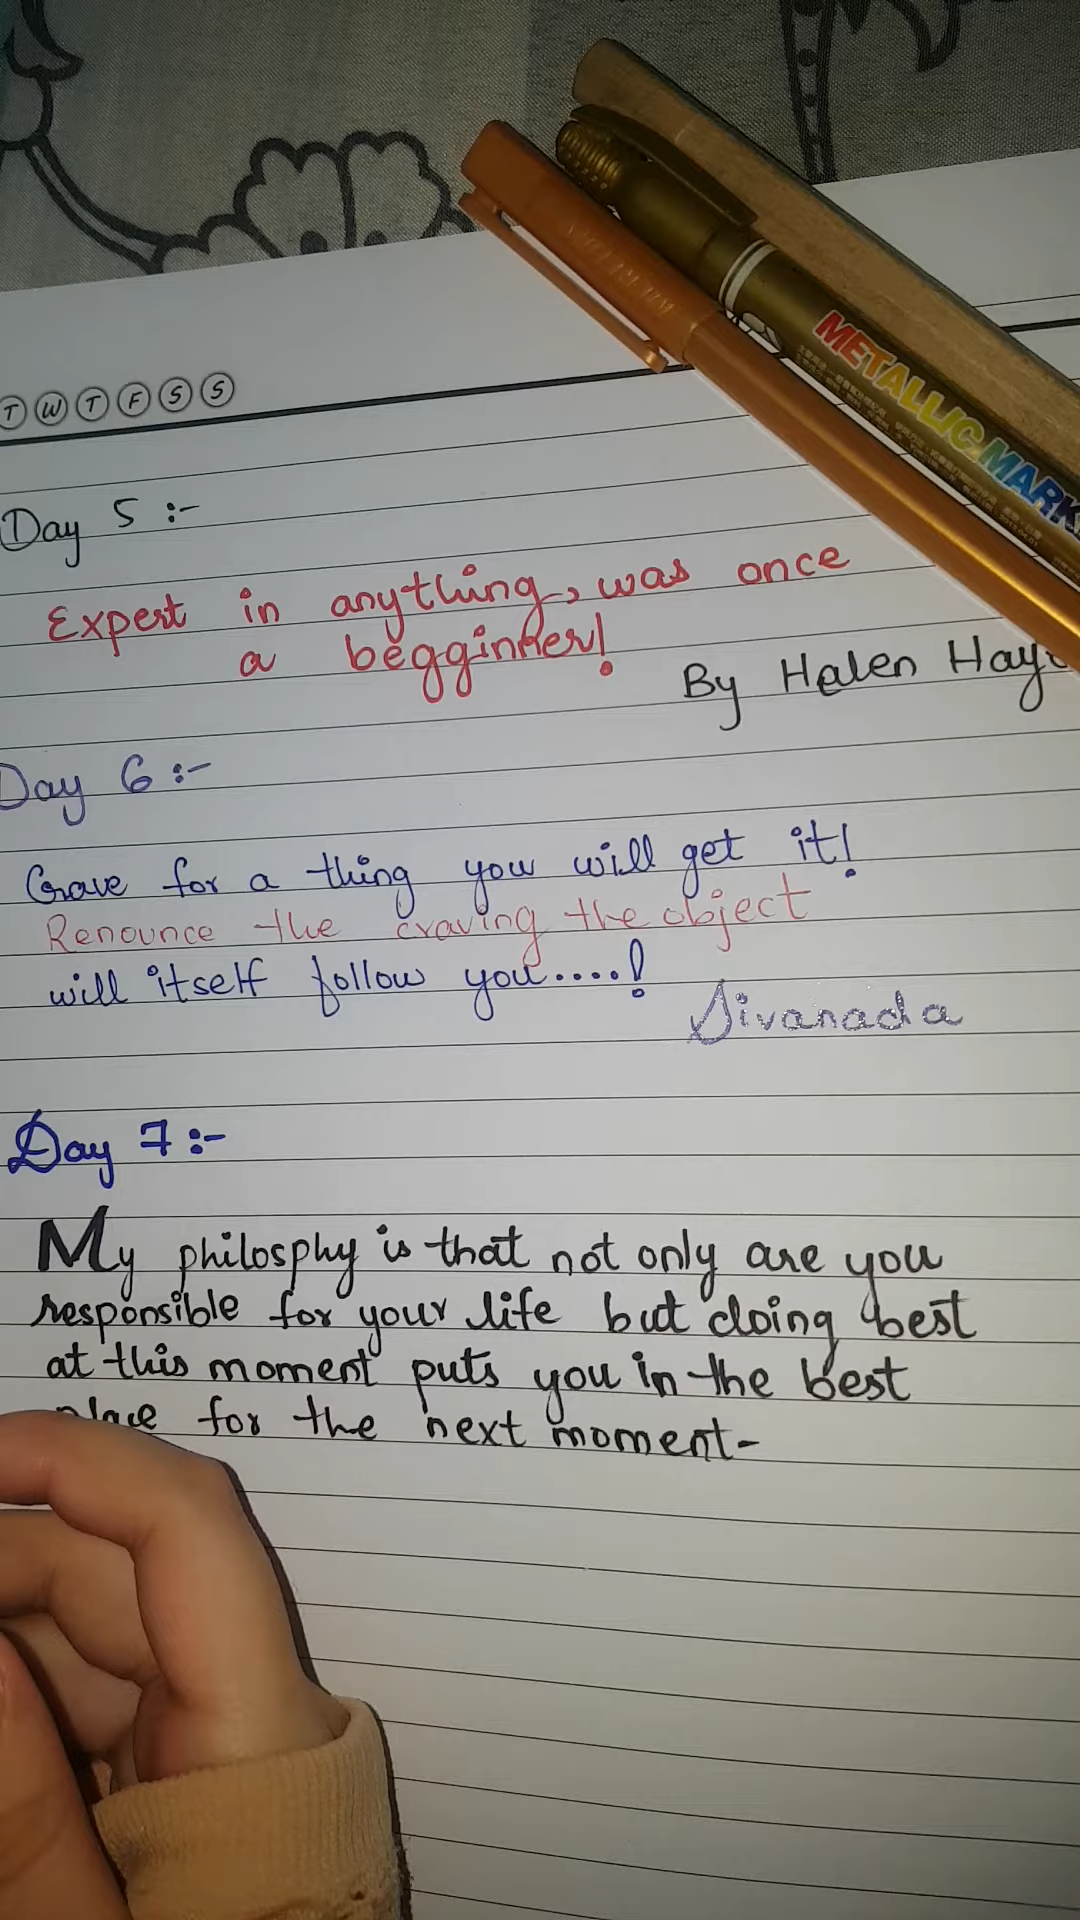 T W T F S S
METALLIC MARK
Day 5 :-
Expert in anything, was once
a begginner!
By Halen Hay
Day 6 :-
Crave for a thing you will get it!
Renounce the craving the object
will itself follow you....!
Sivanada
Day 7 :-
My philosphy is that not only are you
responsible for your life but doing best
at this moment puts you in the best
place for the next moment-